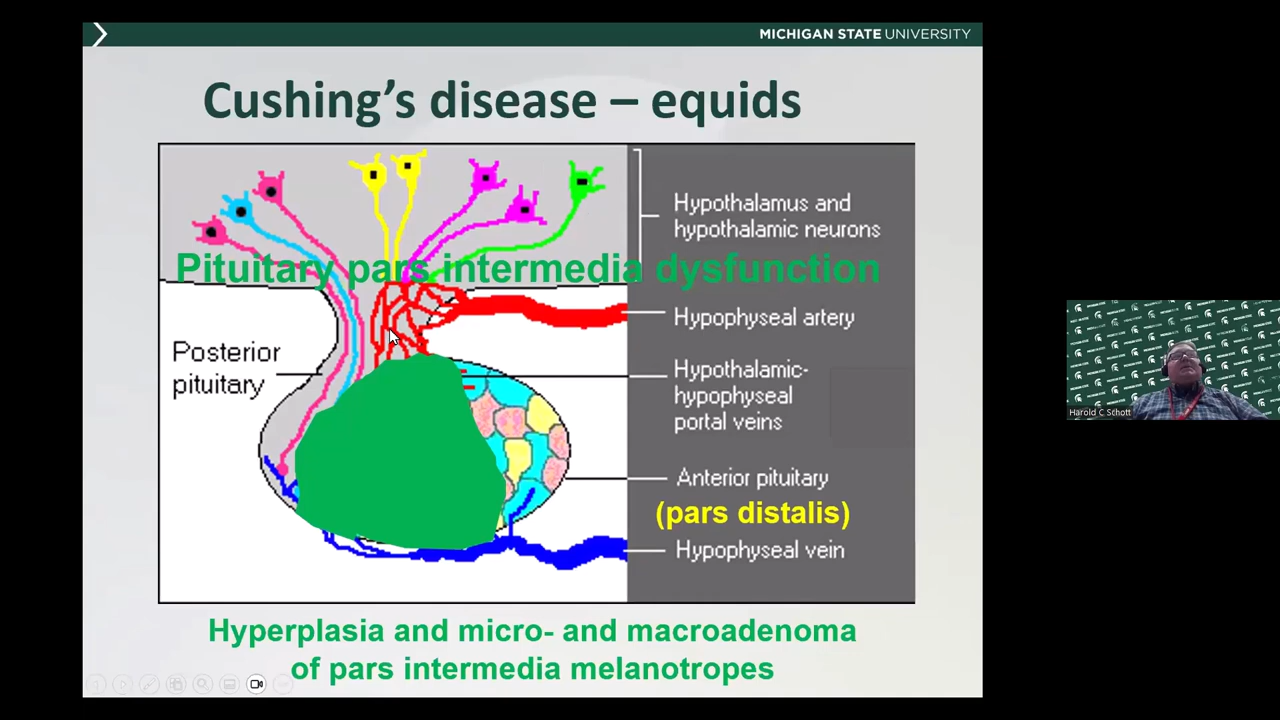 MICHIGAN STATE UNIVERSITY
Cushing's disease – equids
Hypothalamus and
hypothalamic neurons
Pituitary pars intermedia dysfunction
Hypophyseal artery
Posterior
pituitary
Hypothalamic-
hypophyseal
portal veins
Anterior pituitary
(pars distalis)
Hypophyseal vein
Hyperplasia and micro- and macroadenoma
of pars intermedia melanotropes
Harold C Schott